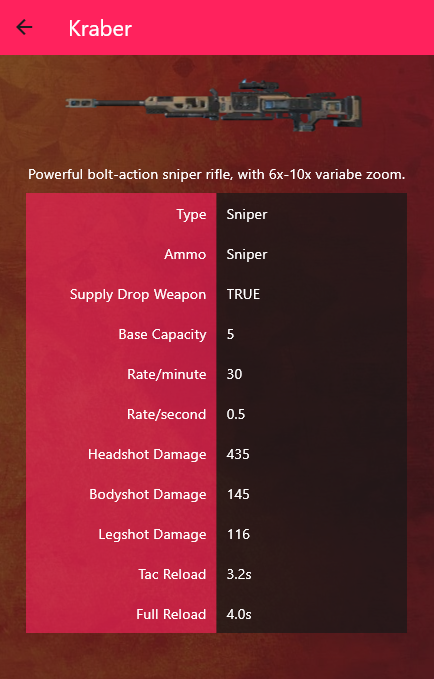 Kraber
Powerful bolt-action sniper rifle, with 6x-10x variabe zoom.
Type Sniper
Ammo Sniper
Supply Drop Weapon TRUE
Base Capacity 5
Rate/minute 30
Rate/second 0.5
Headshot Damage 435
Bodyshot Damage 145
Legshot Damage 116
Tac Reload 3.2s
Full Reload 4.0s